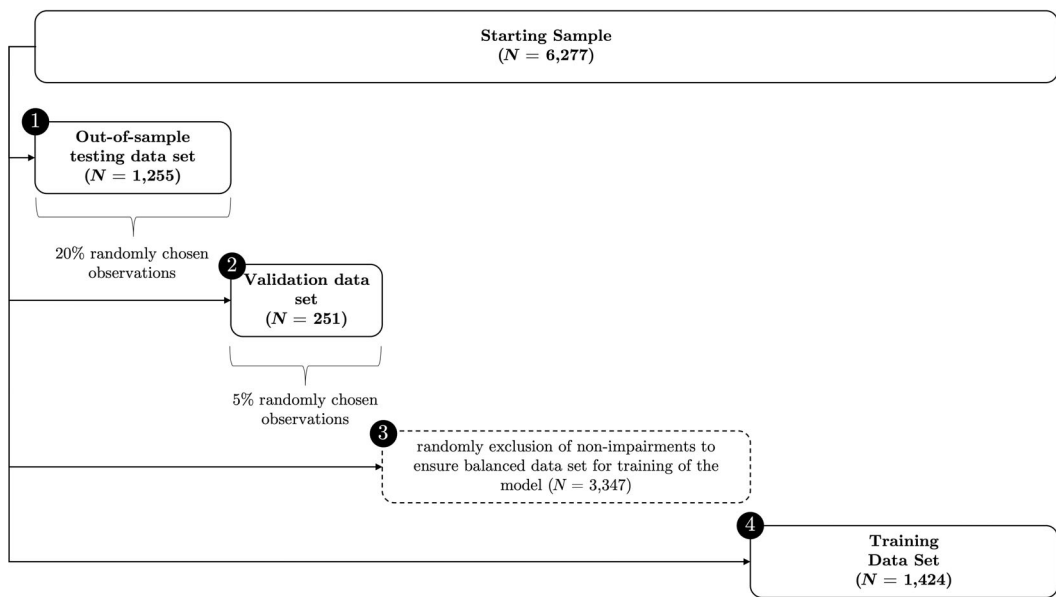 Starting Sample
(N = 6,277)
1
Out-of-sample
testing data set
(N = 1,255)
20% randomly chosen
observations
2
Validation data
set
(N = 251)
5% randomly chosen
observations
3
randomly exclusion of non-impairments to
ensure balanced data set for training of the
model (N = 3,347)
4
Training
Data Set
(N = 1,424)